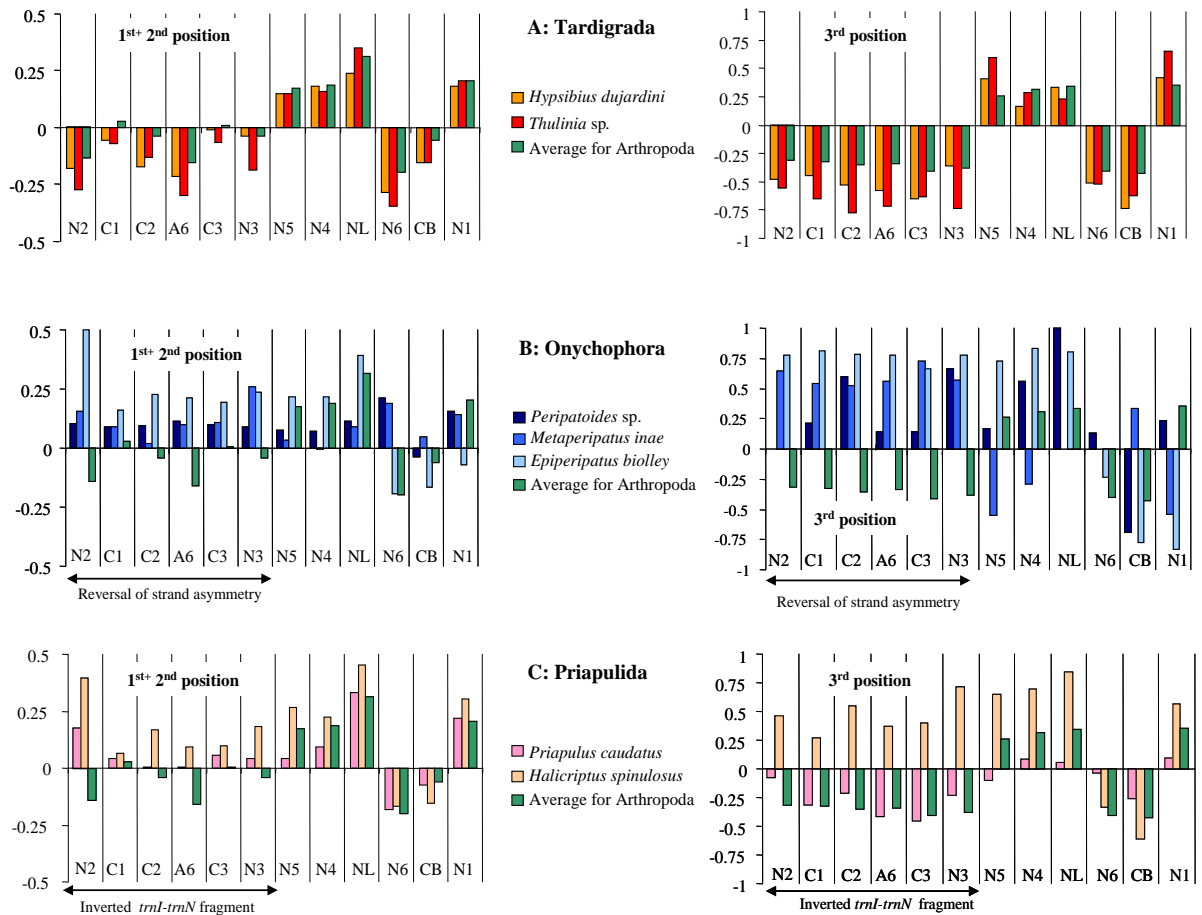 A: Tardigrada
1st+ 2nd position
0.5
0.25
0
-0.25
-0.5
N2 C1 C2 A6 C3 N3 N5 N4 NL N6 CB N1
Hypsibius dujardini
Thulinia sp.
Average for Arthropoda
3rd position
1
0.75
0.5
0.25
0
-0.25
-0.5
-0.75
-1
N2 C1 C2 A6 C3 N3 N5 N4 NL N6 CB N1
B: Onychophora
1st+ 2nd position
0.5
0.25
0
-0.25
-0.5
N2 C1 C2 A6 C3 N3 N5 N4 NL N6 CB N1
Reversal of strand asymmetry
Peripatoides sp.
Metaperipatus inae
Epiperipatus biolley
Average for Arthropoda
1
0.75
0.5
0.25
0
-0.25
-0.5
-0.75
-1
3rd position
N2 C1 C2 A6 C3 N3 N5 N4 NL N6 CB N1
Reversal of strand asymmetry
C: Priapulida
1st+ 2nd position
0.5
0.25
0
-0.25
-0.5
N2 C1 C2 A6 C3 N3 N5 N4 NL N6 CB N1
Inverted trnI-trnN fragment
Priapulus caudatus
Halicriptus spinulosus
Average for Arthropoda
3rd position
1
0.75
0.5
0.25
0
-0.25
-0.5
-0.75
-1
N2 C1 C2 A6 C3 N3 N5 N4 NL N6 CB N1
Inverted trnI-trnN fragment